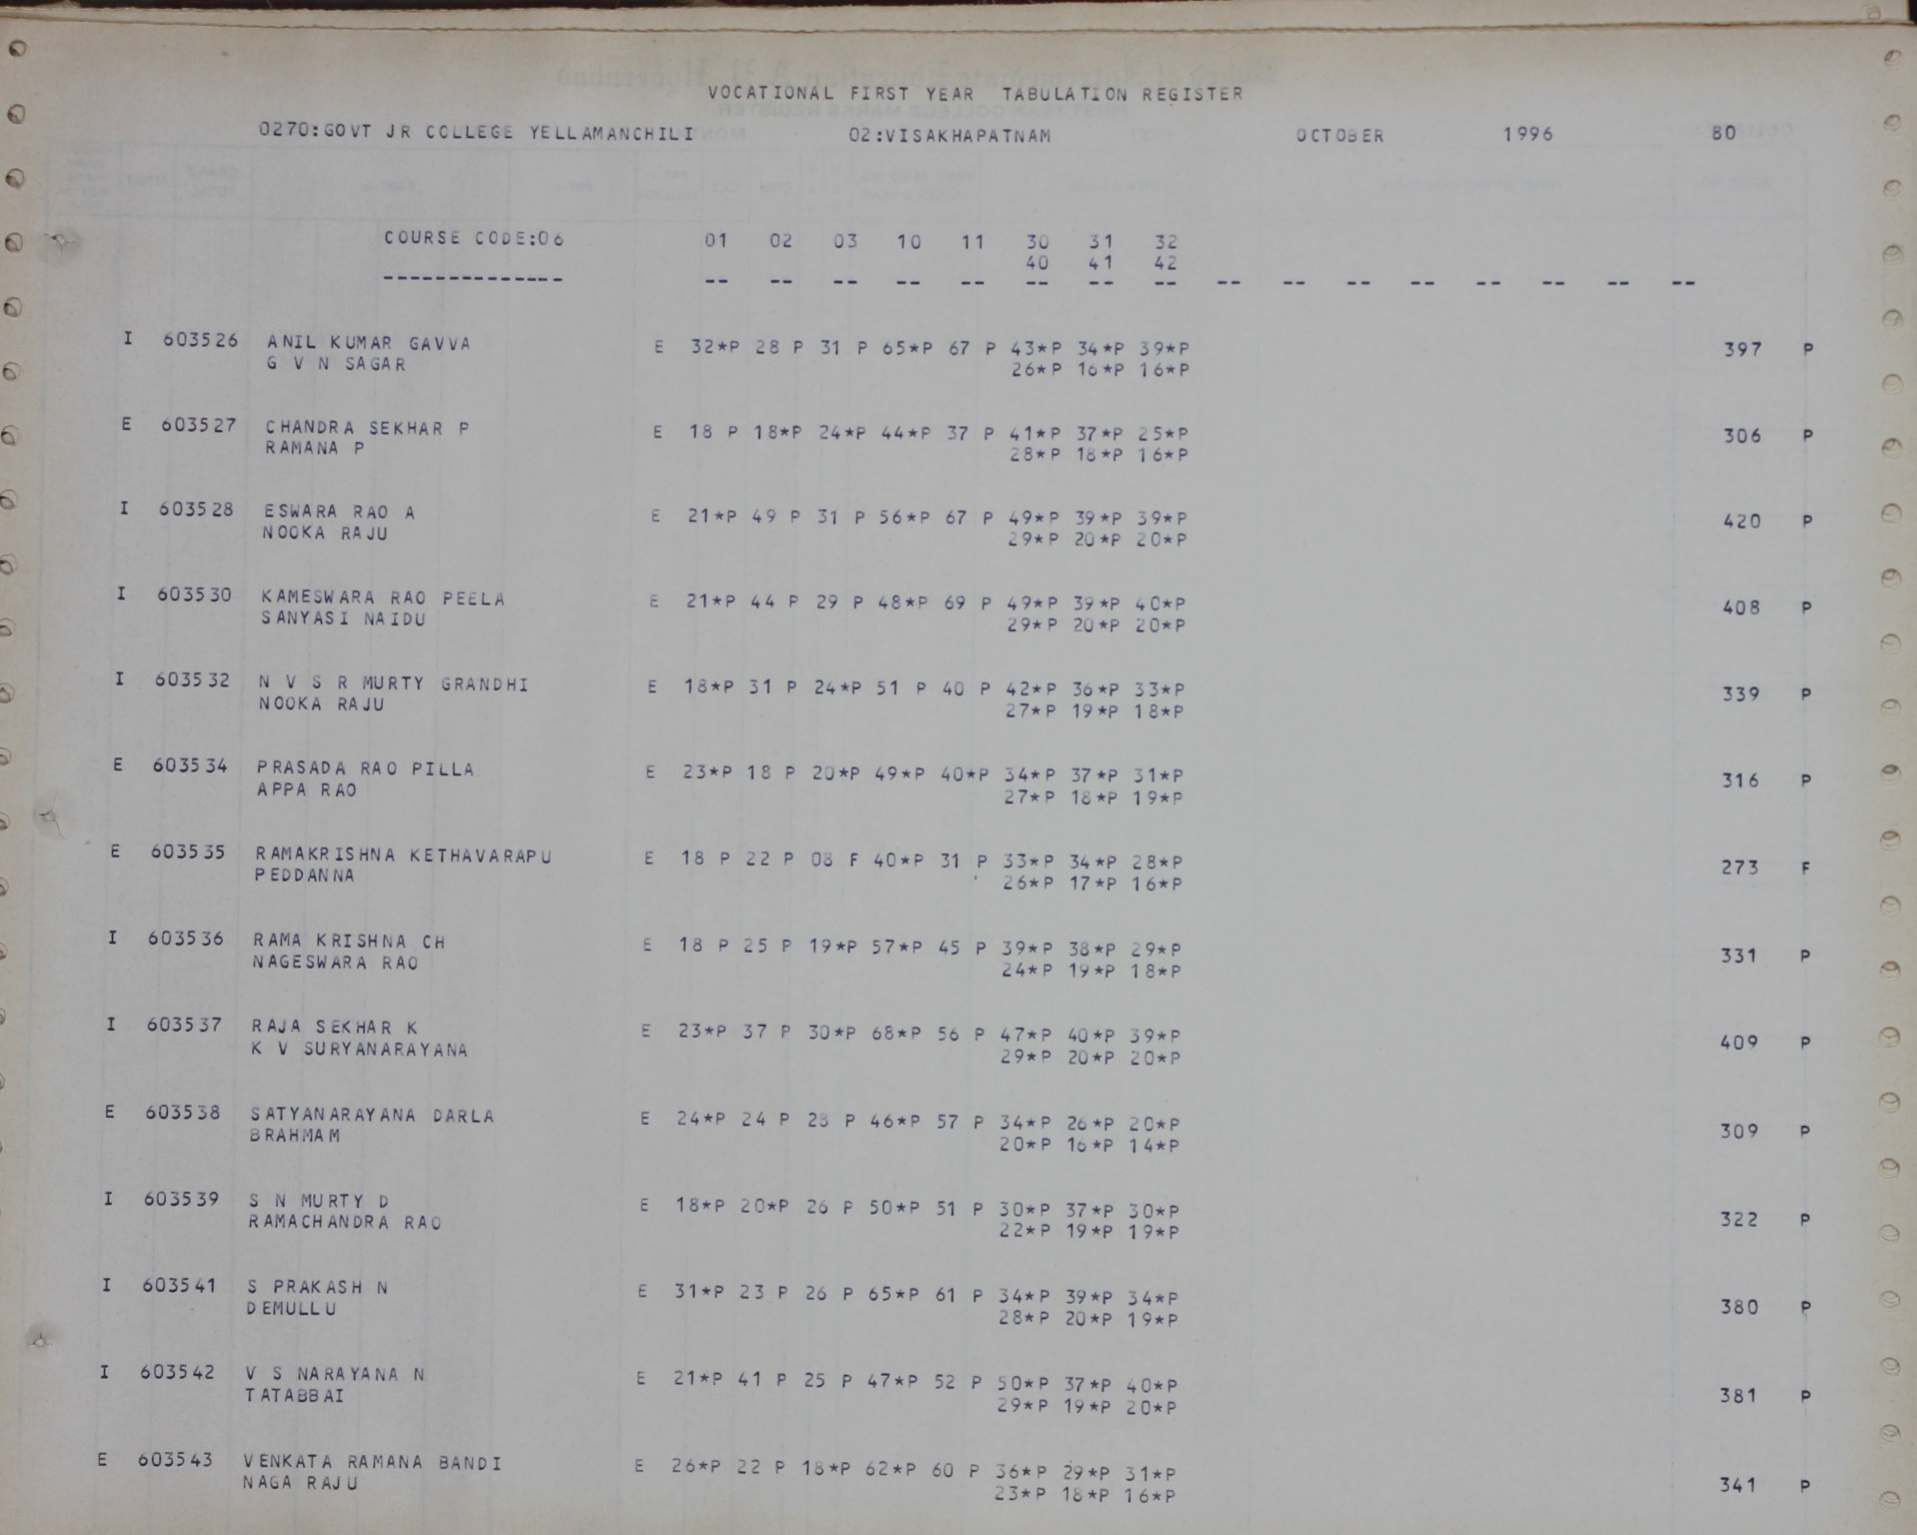 VOCATIONAL FIRST YEAR TABULATION REGISTER
0270:GOVT JR COLLEGE YELLAMANCHILI 02:VISAKHAPATNAM OCTOBER 1996 80
COURSE CODE:06 01 02 03 10 11 30 31 32
40 41 42
-------------- -- -- -- -- -- -- -- -- -- -- -- -- -- -- -- --
I 603526 ANIL KUMAR GAVVA E 32*P 28 P 31 P 65*P 67 P 43*P 34*P 39*P 397 P
G V N SAGAR 26*P 16*P 16*P
E 603527 CHANDRA SEKHAR P E 18 P 18*P 24*P 44*P 37 P 41*P 37*P 25*P 306 P
RAMANA P 28*P 18*P 16*P
I 603528 ESWARA RAO A E 21*P 49 P 31 P 56*P 67 P 49*P 39*P 39*P 420 P
NOOKA RAJU 29*P 20*P 20*P
I 603530 KAMESWARA RAO PEELA E 21*P 44 P 29 P 48*P 69 P 49*P 39*P 40*P 408 P
SANYASI NAIDU 29*P 20*P 20*P
I 603532 N V S R MURTY GRANDHI E 18*P 31 P 24*P 51 P 40 P 42*P 36*P 33*P 339 P
NOOKA RAJU 27*P 19*P 18*P
E 603534 PRASADA RAO PILLA E 23*P 18 P 20*P 49*P 40*P 34*P 37*P 31*P 316 P
APPA RAO 27*P 18*P 19*P
E 603535 RAMAKRISHNA KETHAVARAPU E 18 P 22 P 08 F 40*P 31 P 33*P 34*P 28*P 273 F
PEDDANNA 26*P 17*P 16*P
I 603536 RAMA KRISHNA CH E 18 P 25 P 19*P 57*P 45 P 39*P 38*P 29*P 331 P
NAGESWARA RAO 24*P 19*P 18*P
I 603537 RAJA SEKHAR K E 23*P 37 P 30*P 68*P 56 P 47*P 40*P 39*P 409 P
K V SURYANARAYANA 29*P 20*P 20*P
E 603538 SATYANARAYANA DARLA E 24*P 24 P 28 P 46*P 57 P 34*P 26*P 20*P 309 P
BRAHMAM 20*P 16*P 14*P
I 603539 S N MURTY D E 18*P 20*P 26 P 50*P 51 P 30*P 37*P 30*P 322 P
RAMACHANDRA RAO 22*P 19*P 19*P
I 603541 S PRAKASH N E 31*P 23 P 26 P 65*P 61 P 34*P 39*P 34*P 380 P
DEMULLU 28*P 20*P 19*P
I 603542 V S NARAYANA N E 21*P 41 P 25 P 47*P 52 P 50*P 37*P 40*P 381 P
TATABBAI 29*P 19*P 20*P
E 603543 VENKATA RAMANA BANDI E 26*P 22 P 18*P 62*P 60 P 36*P 29*P 31*P 341 P
NAGA RAJU 23*P 18*P 16*P